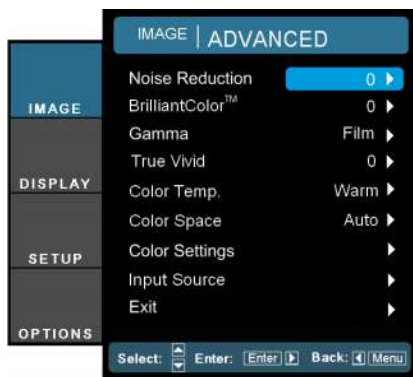 IMAGE | ADVANCED
IMAGE
DISPLAY
SETUP
OPTIONS
Noise Reduction 0
BrilliantColor™ 0
Gamma Film
True Vivid 0
Color Temp. Warm
Color Space Auto
Color Settings
Input Source
Exit
Select: Enter: Enter Back: Menu